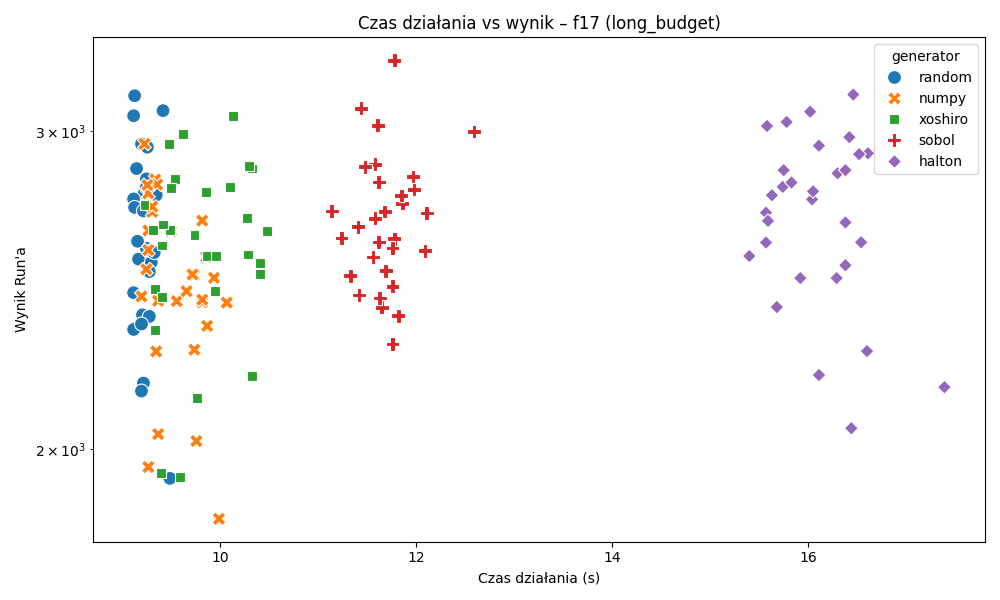 Czas działania vs wynik – f17 (long_budget)
generator
random
numpy
xoshiro
sobol
halton
3 × 10³
2 × 10³
Wynik Run'a
10 12 14 16
Czas działania (s)